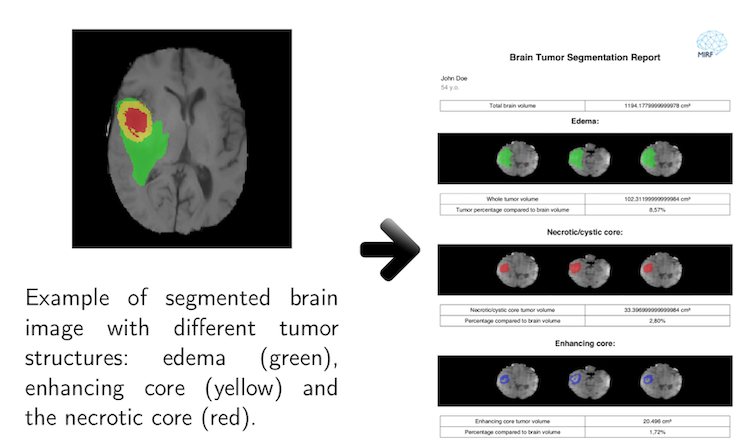 MIRF
Brain Tumor Segmentation Report
John Doe
54 y.o.
Total brain volume 1194.1779999999999 cm³
Edema:
Whole tumor volume 102.31199999999984 cm³
Tumor percentage compared to brain volume 8,57%
Necrotic/cystic core:
Necrotic/cystic core tumor volume 33.396999999999984 cm³
Percentage compared to brain volume 2,80%
Enhancing core:
Enhancing core tumor volume 20.496 cm³
Percentage compared to brain volume 1,72%
Example of segmented brain
image with different tumor
structures: edema (green),
enhancing core (yellow) and
the necrotic core (red).